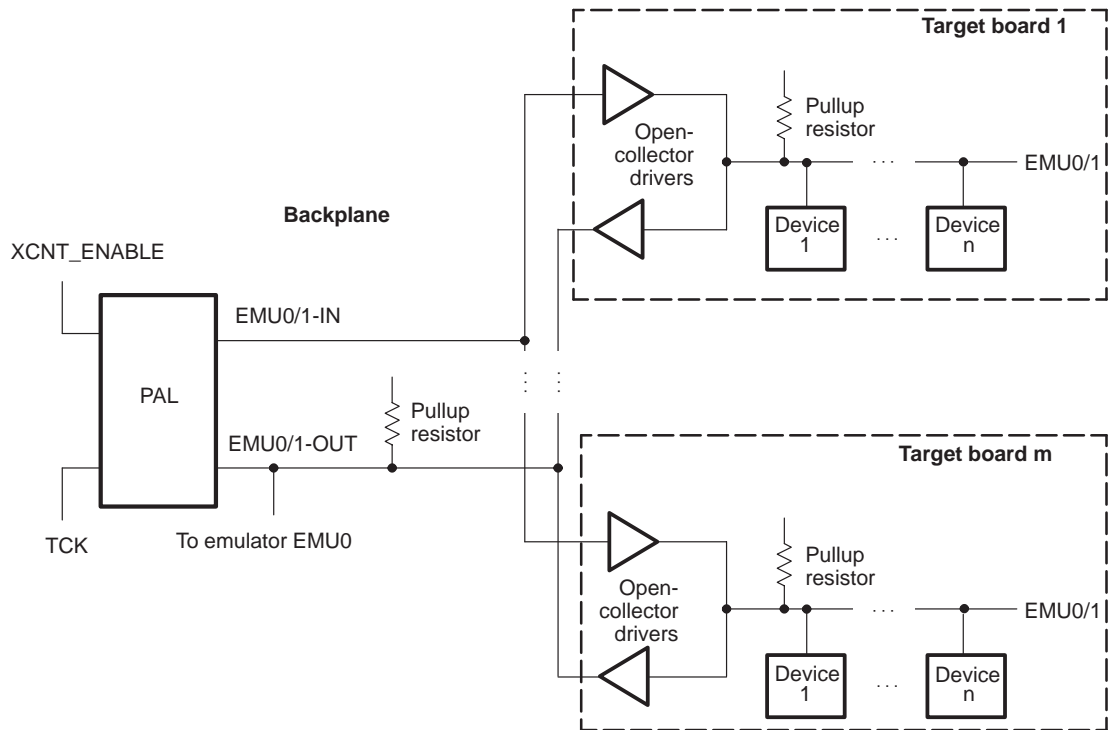 Target board 1
Pullup
resistor
Open-
collector
drivers
EMU0/1
. . .
Device
1
. . .
Device
n
Backplane
XCNT_ENABLE
EMU0/1-IN
PAL
. . .
. . .
Pullup
resistor
EMU0/1-OUT
TCK
To emulator EMU0
Target board m
Pullup
resistor
Open-
collector
drivers
. . .
EMU0/1
Device
1
. . .
Device
n